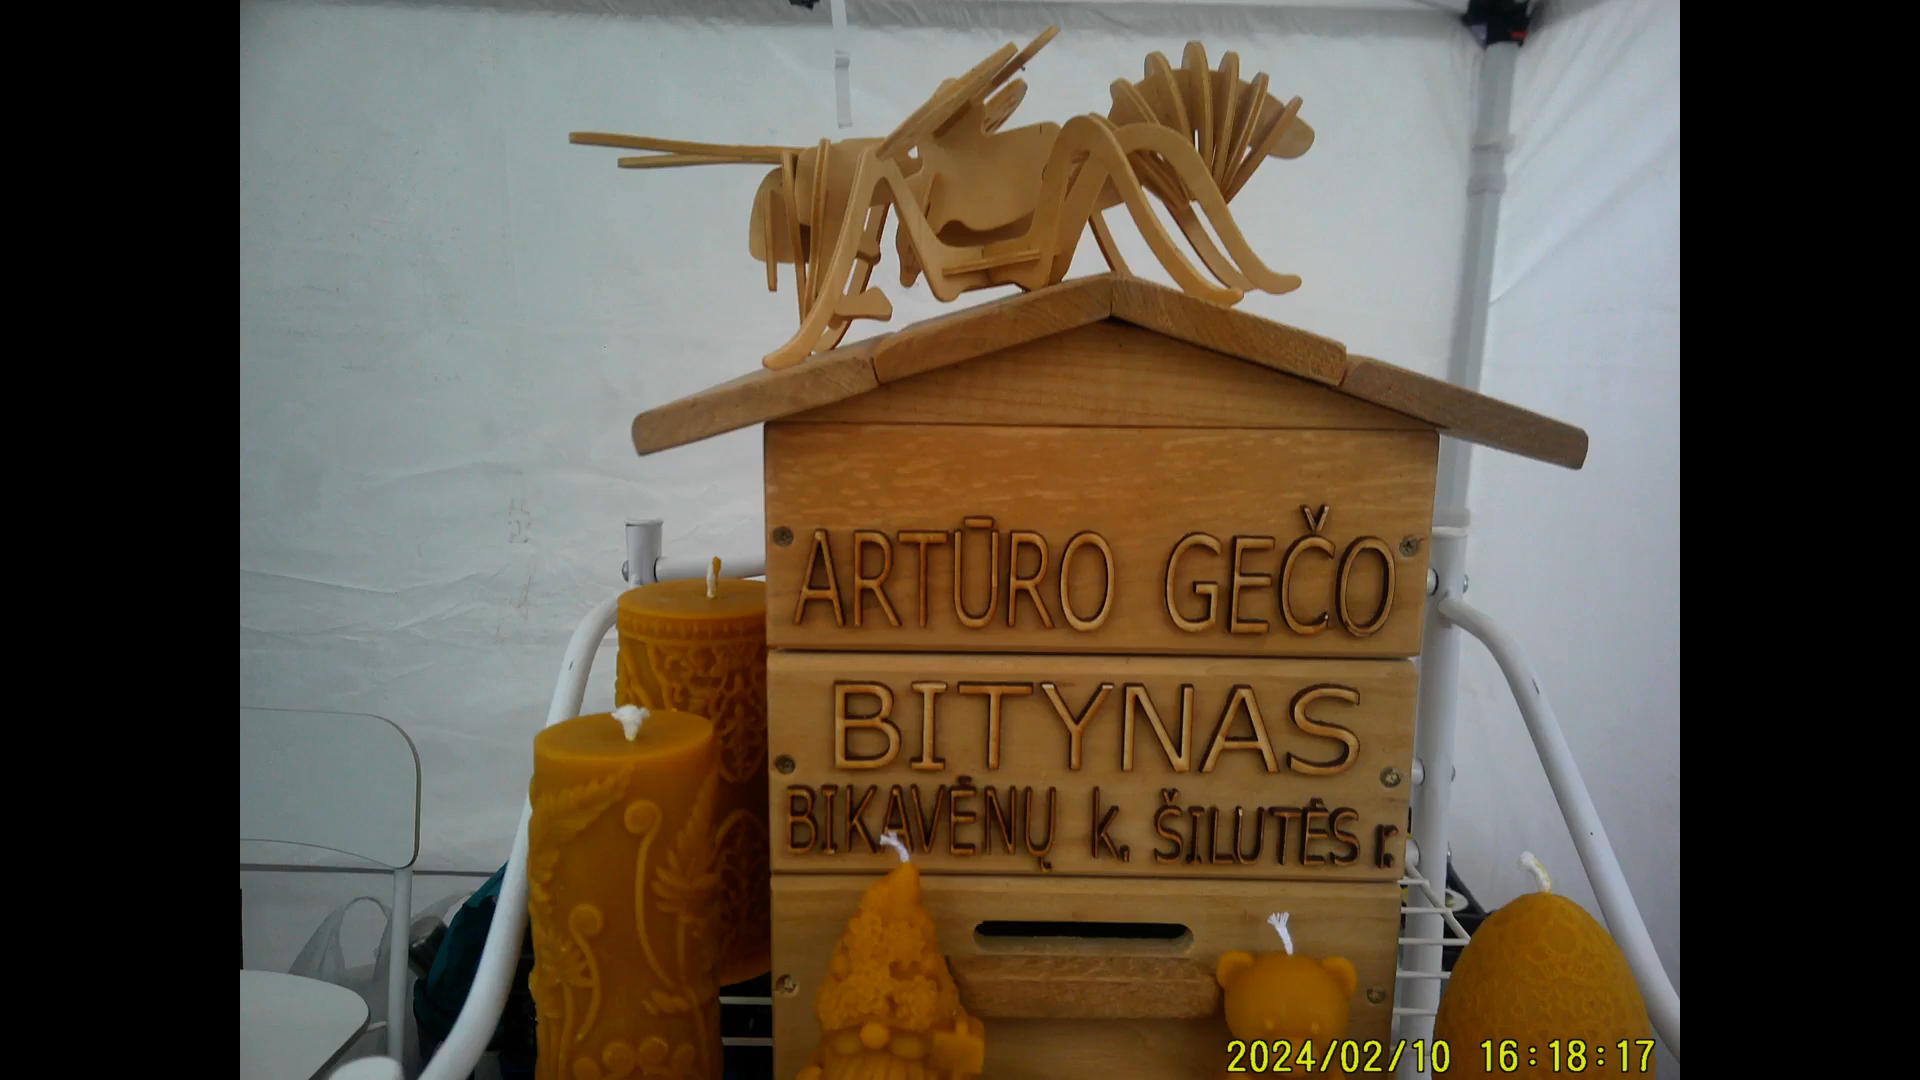 ARTŪRO GEČO
BITYNAS
BIKAVĖNŲ k. ŠILUTĖS r.
2024/02/10 16:18:17